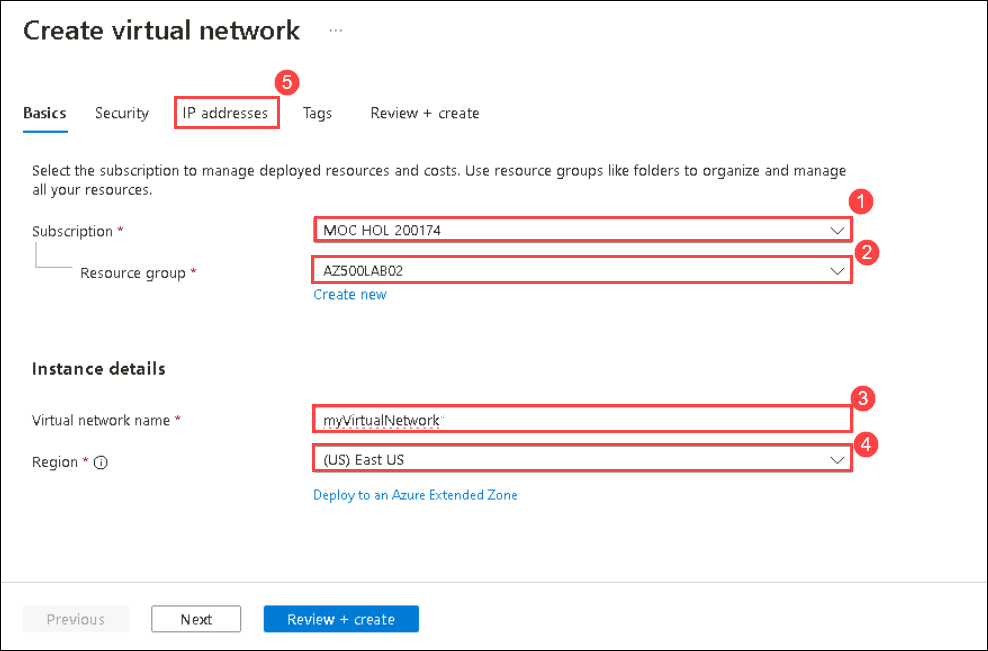 Create virtual network ...
5
Basics Security IP addresses Tags Review + create
Select the subscription to manage deployed resources and costs. Use resource groups like folders to organize and manage
all your resources.
1
Subscription * MOC HOL 200174
2
Resource group * AZ500LAB02
Create new
Instance details
3
Virtual network name * myVirtualNetwork
4
Region * (US) East US
Deploy to an Azure Extended Zone
Previous Next Review + create